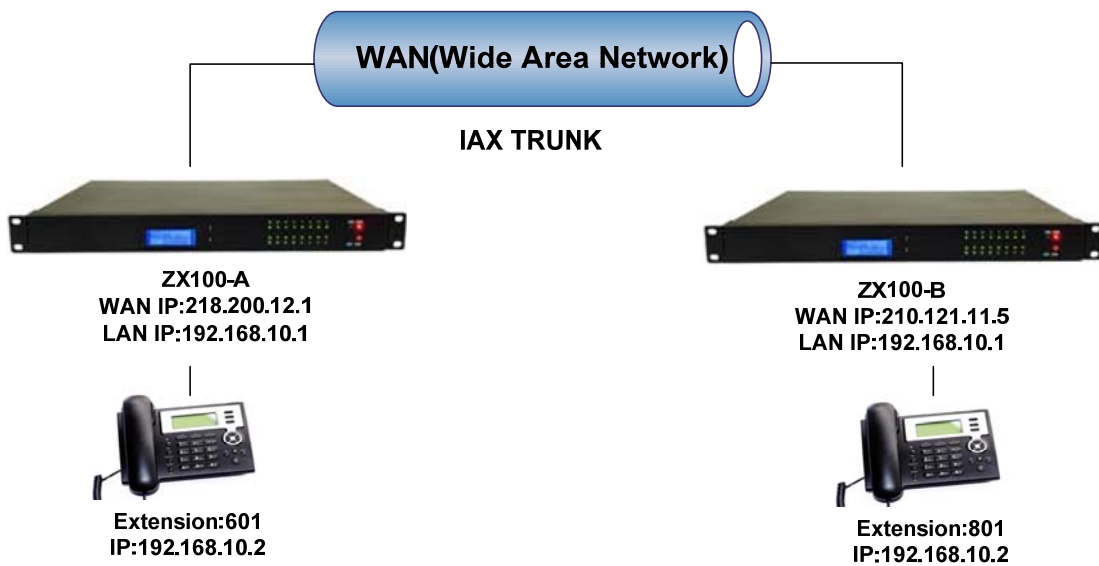 WAN(Wide Area Network)
IAX TRUNK
ZX100-A
WAN IP:218.200.12.1
LAN IP:192.168.10.1
ZX100-B
WAN IP:210.121.11.5
LAN IP:192.168.10.1
Extension:601
IP:192.168.10.2
Extension:801
IP:192.168.10.2